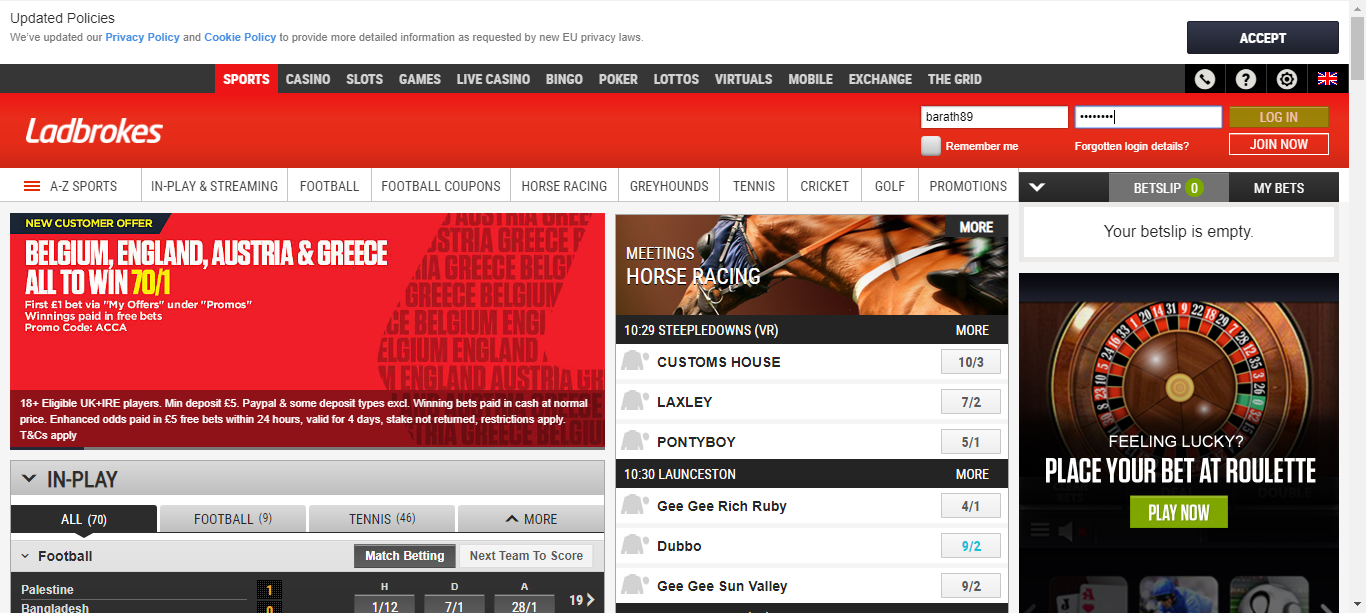 Updated Policies
We've updated our Privacy Policy and Cookie Policy to provide more detailed information as requested by new EU privacy laws.
ACCEPT
SPORTS CASINO SLOTS GAMES LIVE CASINO BINGO POKER LOTTOS VIRTUALS MOBILE EXCHANGE THE GRID
Ladbrokes
barath89
LOG IN
Remember me
Forgotten login details?
JOIN NOW
A-Z SPORTS IN-PLAY & STREAMING FOOTBALL FOOTBALL COUPONS HORSE RACING GREYHOUNDS TENNIS CRICKET GOLF PROMOTIONS
BETSLIP 0 MY BETS
Your betslip is empty.
NEW CUSTOMER OFFER
BELGIUM, ENGLAND, AUSTRIA & GREECE
ALL TO WIN 70/1
First £1 bet via "My Offers" under "Promos"
Winnings paid in free bets
Promo Code: ACCA
18+ Eligible UK+IRE players. Min deposit £5. Paypal & some deposit types excl. Winning bets paid in cash at normal
price. Enhanced odds paid in £5 free bets within 24 hours, valid for 4 days, stake not returned, restrictions apply.
T&Cs apply
IN-PLAY
ALL (70) FOOTBALL (9) TENNIS (46) MORE
Football Match Betting Next Team To Score
H D A
Palestine 1
Bangladesh 0
1/12 7/1 28/1 19
MORE
MEETINGS
HORSE RACING
10:29 STEEPLEDOWNS (VR) MORE
CUSTOMS HOUSE 10/3
LAXLEY 7/2
PONTYBOY 5/1
10:30 LAUNCESTON MORE
Gee Gee Rich Ruby 4/1
Dubbo 9/2
Gee Gee Sun Valley 9/2
FEELING LUCKY?
PLACE YOUR BET AT ROULETTE
PLAY NOW